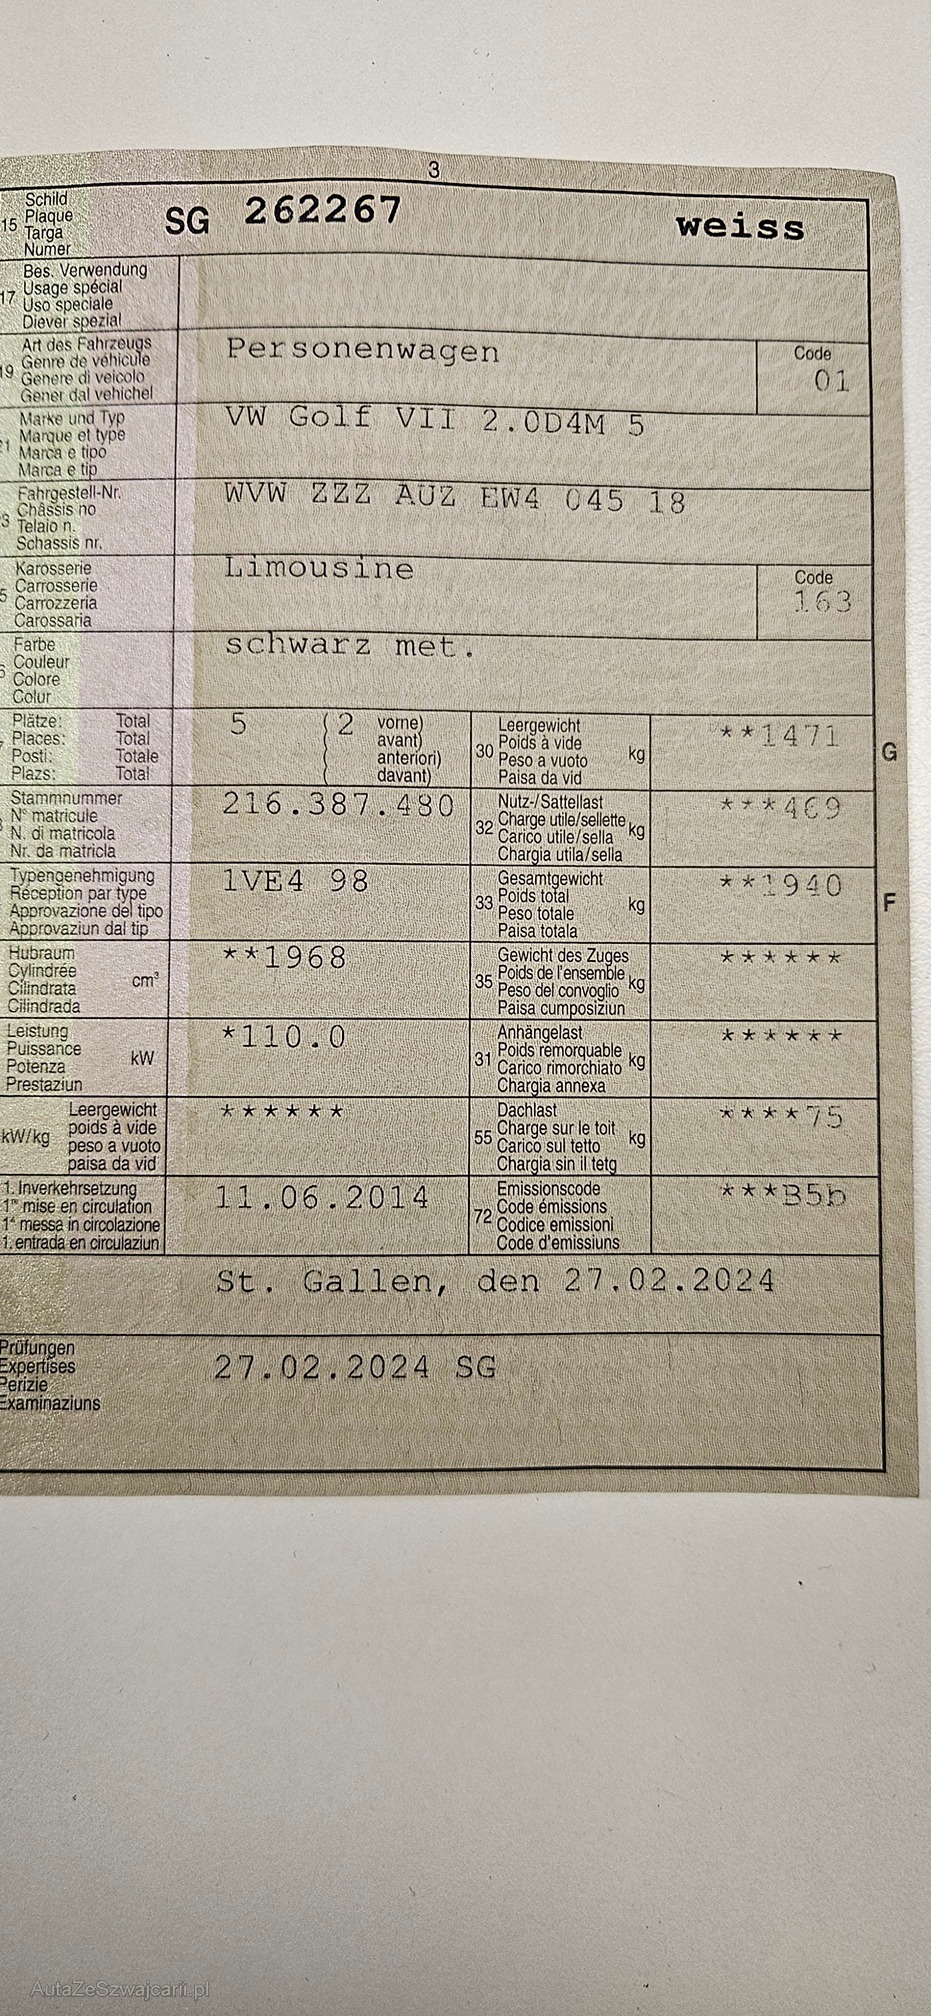 3
15 Schild
Plaque
Targa
Numer
SG 262267 weiss
17 Bes. Verwendung
Usage spécial
Uso speciale
Diever spezial
19 Art des Fahrzeugs
Genre de véhicule
Genere di veicolo
Gener dal vehichel
Personenwagen
Code
01
21 Marke und Typ
Marque et type
Marca e tipo
Marca e tip
VW Golf VII 2.0D4M 5
3 Fahrgestell-Nr.
Châssis no
Telaio n.
Schassis nr.
WVW ZZZ AUZ EW4 045 18
5 Karosserie
Carrosserie
Carrozzeria
Carossaria
Limousine
Code
163
Farbe
Couleur
Colore
Colur
schwarz met.
Plätze: Total
Places: Total
Posti: Totale
Plazs: Total
5 ( 2 vorne)
avant)
anteriori)
( davant)
30 Leergewicht
Poids à vide
Peso a vuoto
Paisa da vid
kg
**1471
G
Stammnummer
N° matricule
N. di matricola
Nr. da matricla
216.387.480
32 Nutz-/Sattellast
Charge utile/sellette
Carico utile/sella
Chargia utila/sella
kg
***469
Typengenehmigung
Réception par type
Approvazione del tipo
Approvaziun dal tip
1VE4 98
33 Gesamtgewicht
Poids total
Peso totale
Paisa totala
kg
**1940
F
Hubraum
Cylindrée
Cilindrata
Cilindrada
cm³
**1968
35 Gewicht des Zuges
Poids de l'ensemble
Peso del convoglio
Paisa cumposiziun
kg
******
Leistung
Puissance
Potenza
Prestaziun
kW
*110.0
31 Anhängelast
Poids remorquable
Carico rimorchiato
Chargia annexa
kg
******
kW/kg
Leergewicht
poids à vide
peso a vuoto
paisa da vid
******
55 Dachlast
Charge sur le toit
Carico sul tetto
Chargia sin il tetg
kg
****75
1. Inverkehrsetzung
1re mise en circulation
1a messa in circolazione
1. entrada en circulaziun
11.06.2014
72 Emissionscode
Code émissions
Codice emissioni
Code d'emissiuns
***B5b
St. Gallen, den 27.02.2024
Prüfungen
Expertises
Perizie
Examinaziuns
27.02.2024 SG
AutaZeSzwajcarii.pl